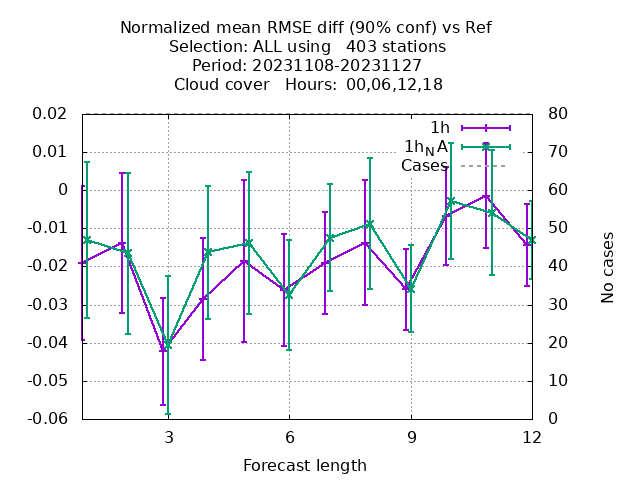 Normalized mean RMSE diff (90% conf) vs Ref
Selection: ALL using   403 stations
Period: 20231108-20231127
Cloud cover   Hours:  00,06,12,18
0.02
0.01
0
-0.01
-0.02
-0.03
-0.04
-0.05
-0.06
80
70
60
50
40
30
20
10
0
1h
1hNA
Cases
No cases
3 6 9 12
Forecast length